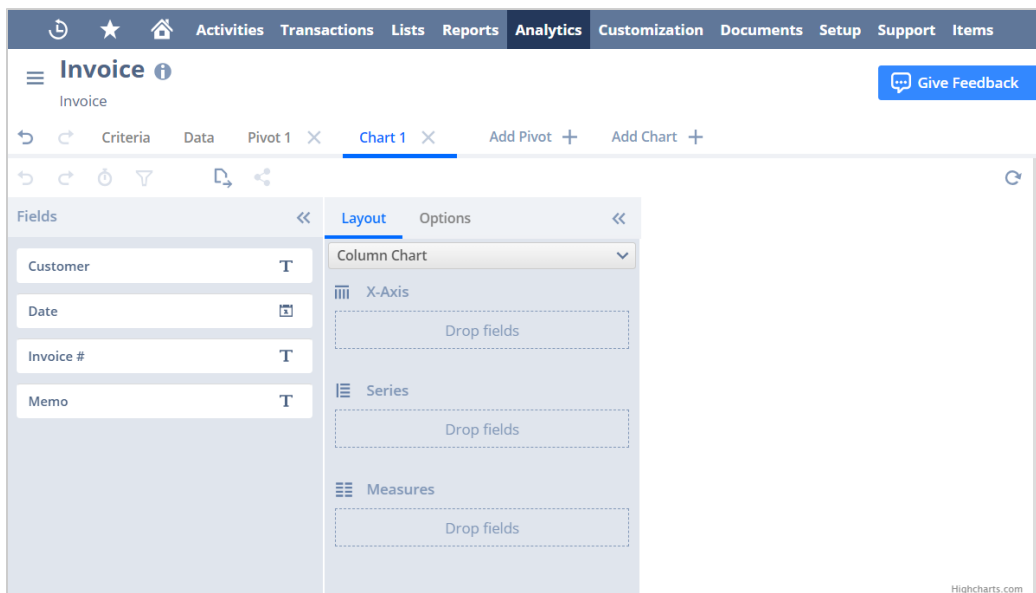 Activities Transactions Lists Reports Analytics Customization Documents Setup Support Items
Invoice
Give Feedback
Invoice
Criteria Data Pivot 1 Chart 1 Add Pivot Add Chart
Fields
Layout Options
Customer T
Column Chart
X-Axis
Date
Drop fields
Invoice # T
Series
Memo T
Drop fields
Measures
Drop fields
Highcharts.com